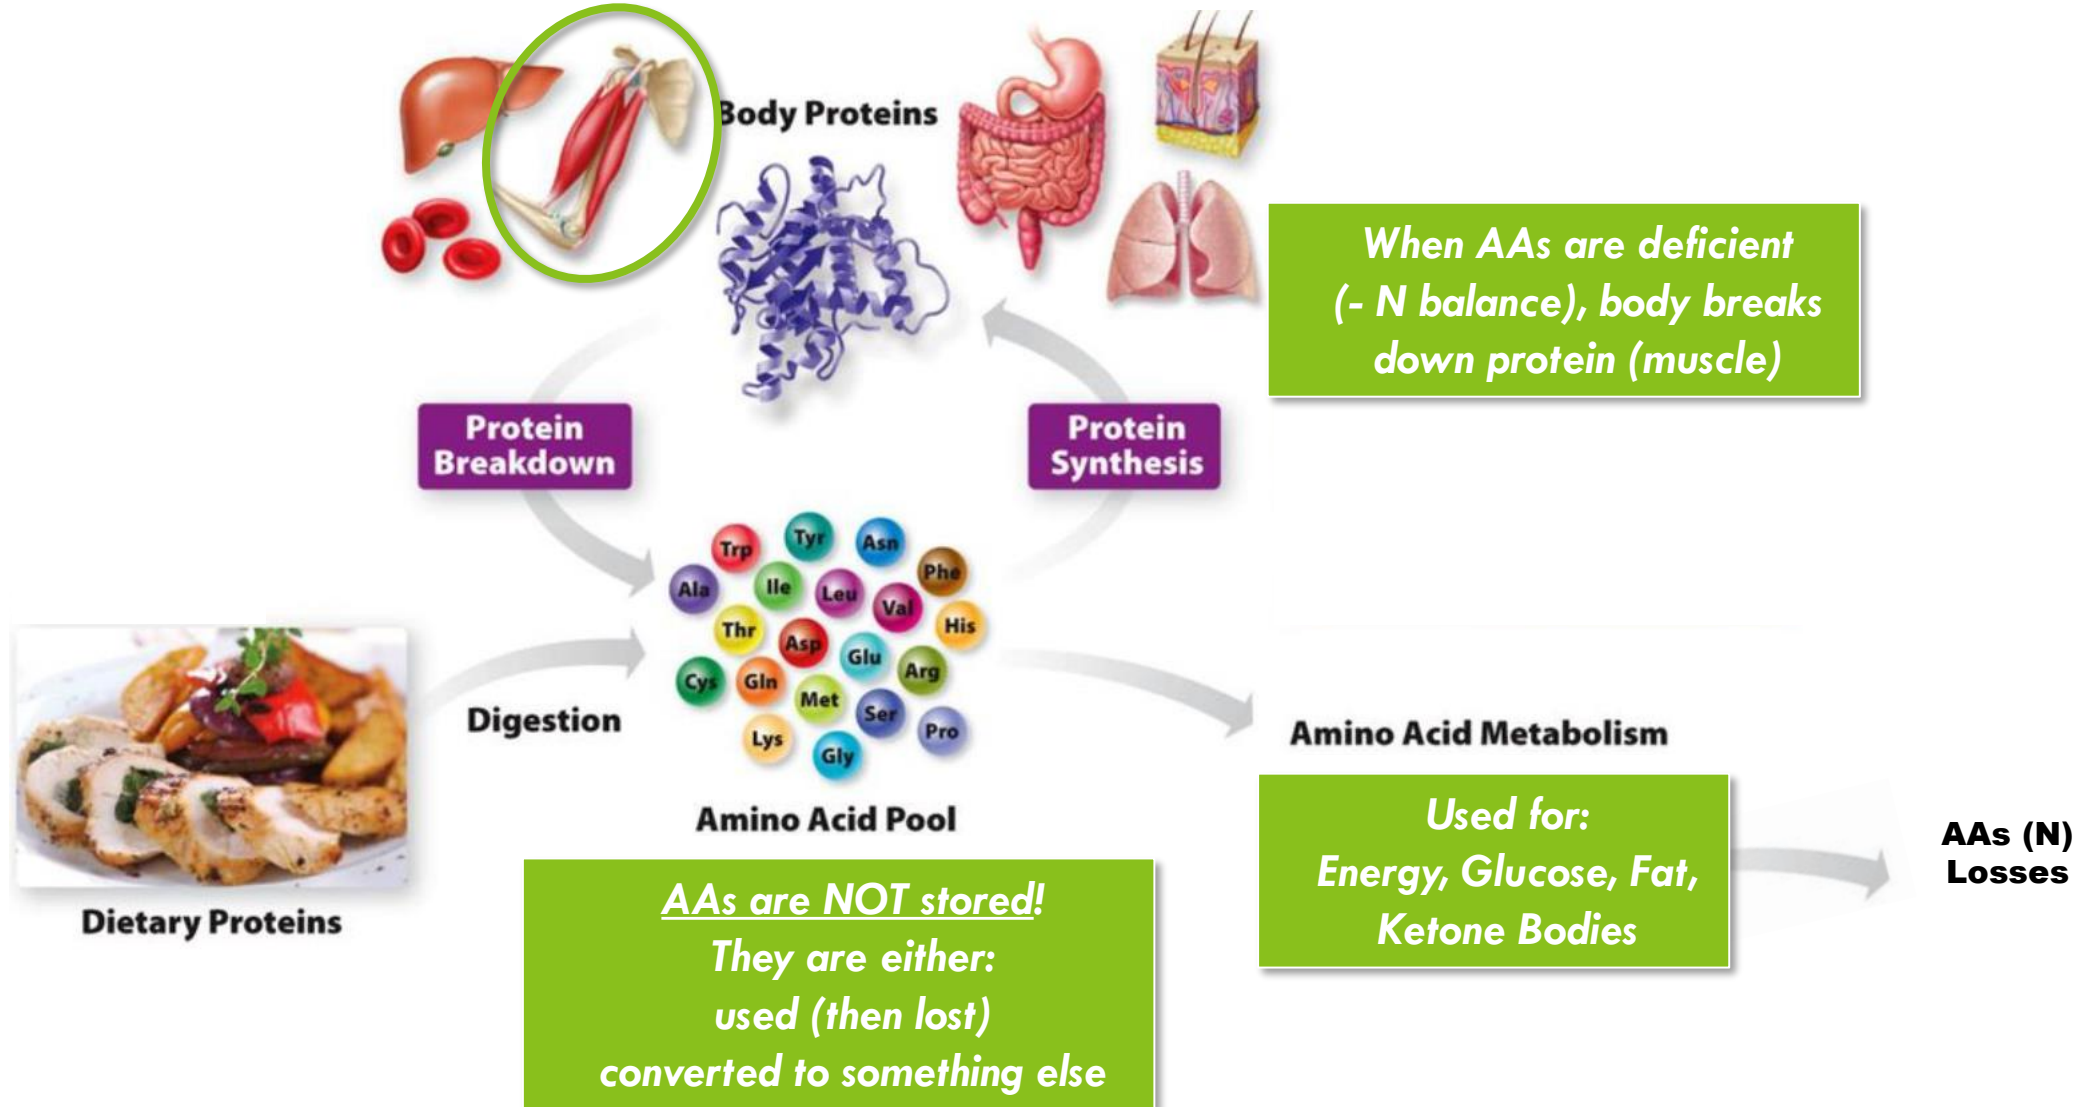 Body Proteins
When AAs are deficient
(- N balance), body breaks
down protein (muscle)
Protein
Breakdown
Protein
Synthesis
Trp
Tyr
Asn
Phe
Ala
Ile
Leu
Val
His
Thr
Asp
Glu
Arg
Cys
Gln
Met
Ser
Pro
Lys
Gly
Digestion
Amino Acid Pool
Dietary Proteins
Amino Acid Metabolism
Used for:
Energy, Glucose, Fat,
Ketone Bodies
AAs (N)
Losses
AAs are NOT stored!
They are either:
used (then lost)
converted to something else